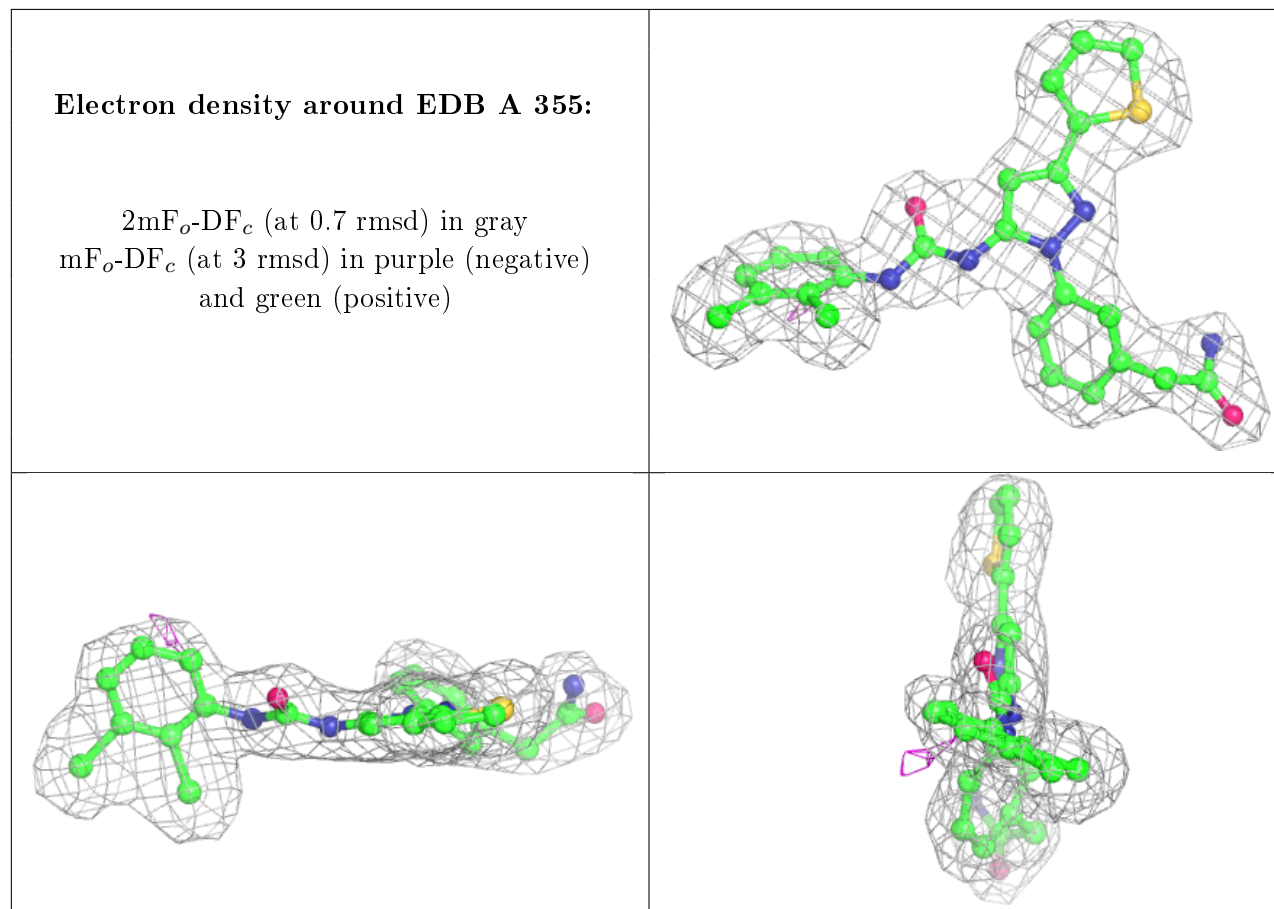 Electron density around EDB A 355:
2mFo-DFc (at 0.7 rmsd) in gray
mFo-DFc (at 3 rmsd) in purple (negative)
and green (positive)